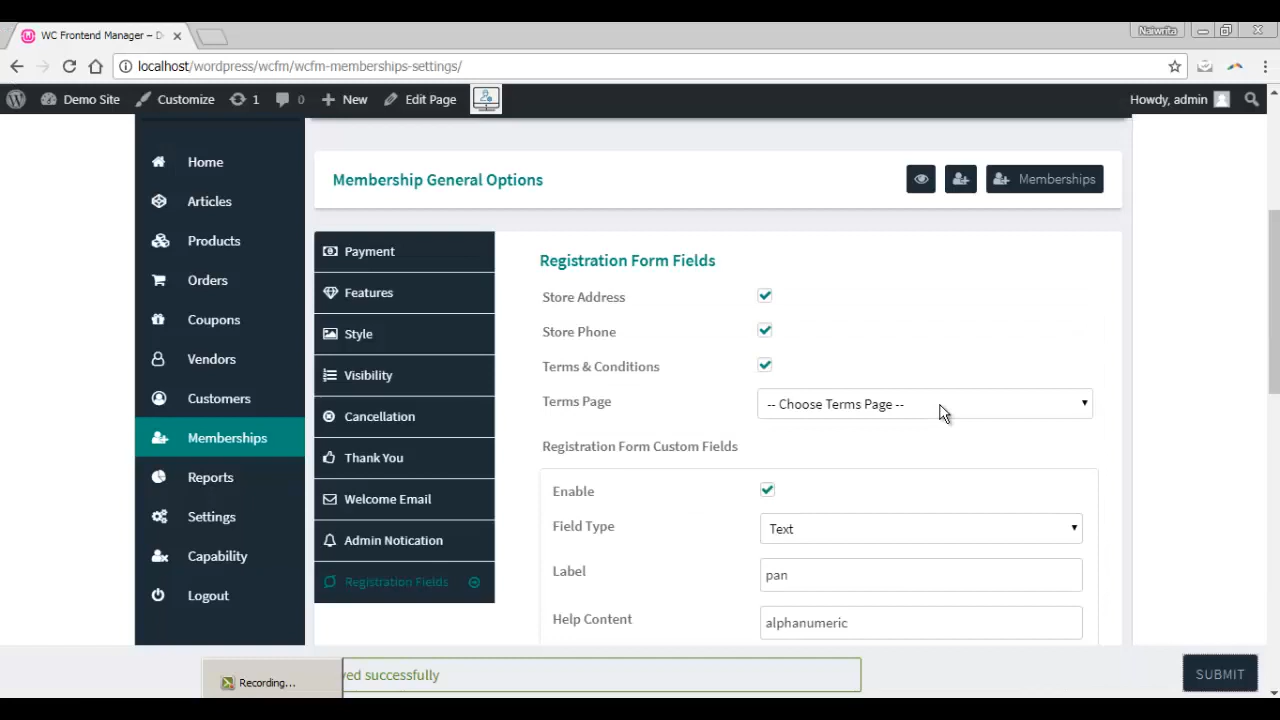 WC Frontend Manager – D
Naiwrita
localhost/wordpress/wcfm/wcfm-memberships-settings/
Demo Site Customize 1 0 New Edit Page Howdy, admin
Home
Articles
Products
Orders
Coupons
Vendors
Customers
Memberships
Reports
Settings
Capability
Logout
Membership General Options
Memberships
Payment
Features
Style
Visibility
Cancellation
Thank You
Welcome Email
Admin Notication
Registration Fields
Registration Form Fields
Store Address
Store Phone
Terms & Conditions
Terms Page -- Choose Terms Page --
Registration Form Custom Fields
Enable
Field Type Text
Label pan
Help Content alphanumeric
Recording...
ved successfully
SUBMIT